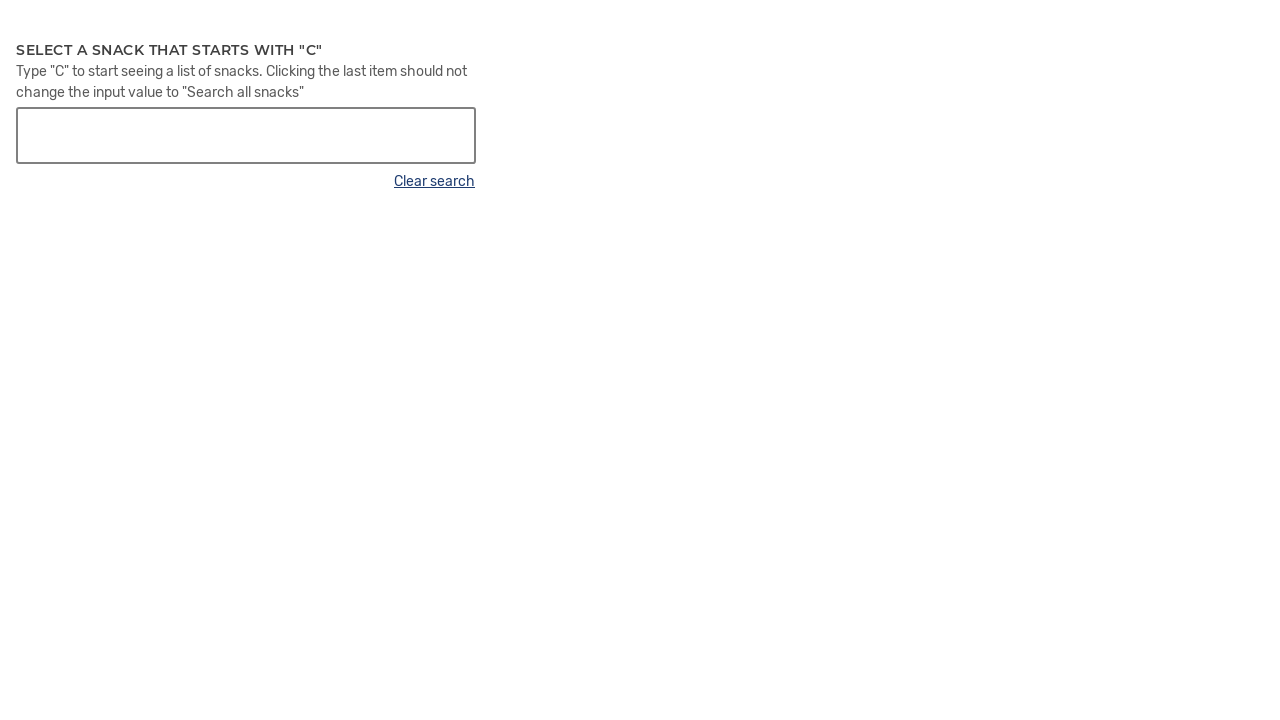 SELECT A SNACK THAT STARTS WITH "C"
Type "C" to start seeing a list of snacks. Clicking the last item should not
change the input value to "Search all snacks"
Clear search